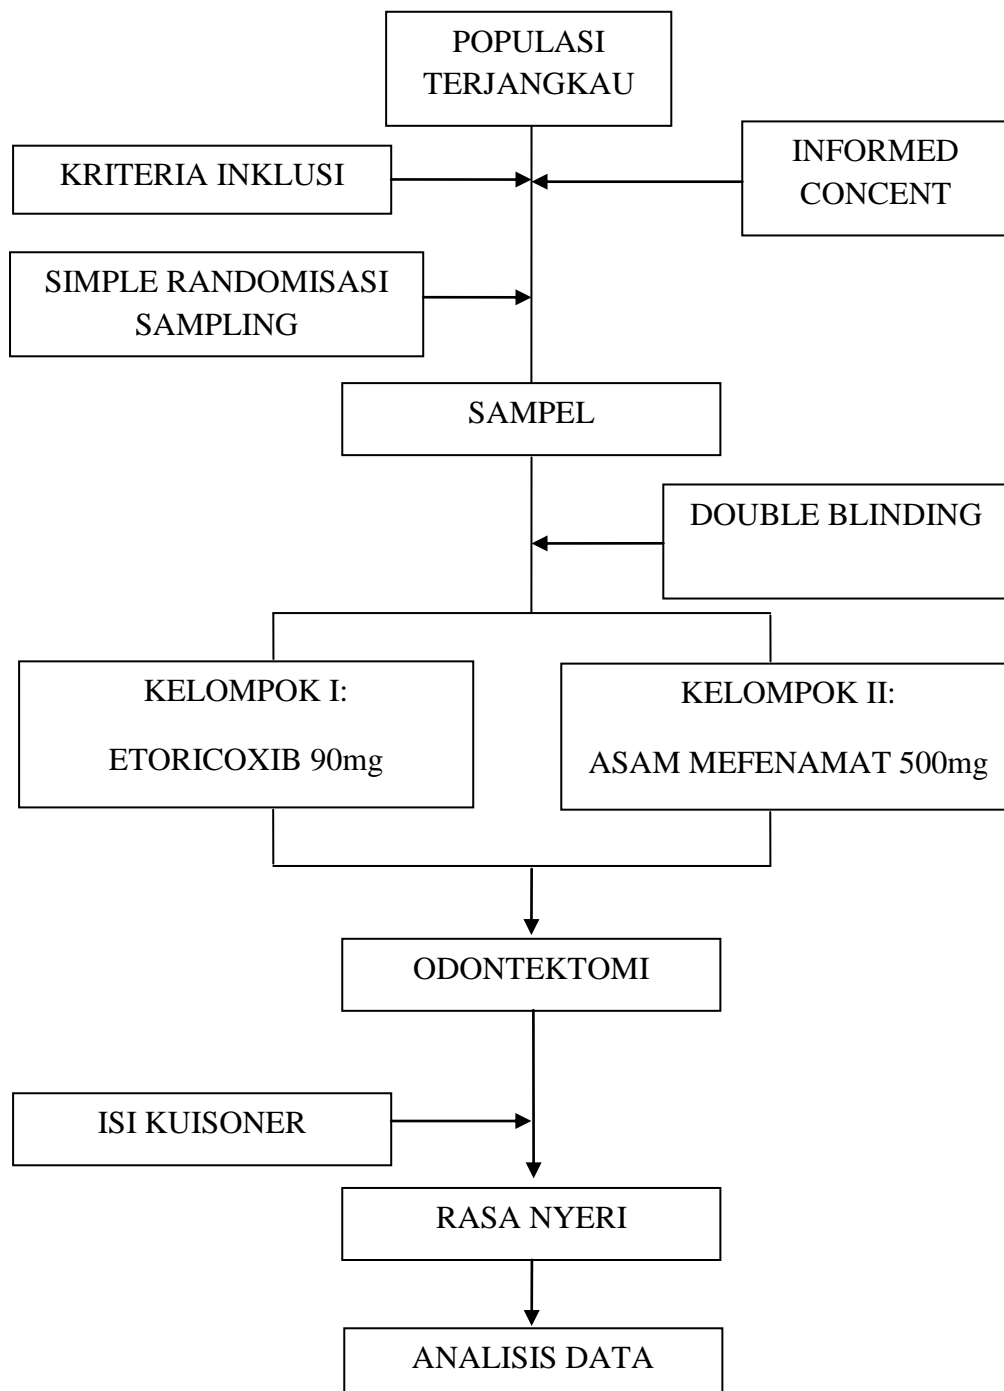 POPULASI
TERJANGKAU
KRITERIA INKLUSI
INFORMED
CONCENT
SIMPLE RANDOMISASI
SAMPLING
SAMPEL
DOUBLE BLINDING
KELOMPOK I:
ETORICOXIB 90mg
KELOMPOK II:
ASAM MEFENAMAT 500mg
ODONTEKTOMI
ISI KUISONER
RASA NYERI
ANALISIS DATA